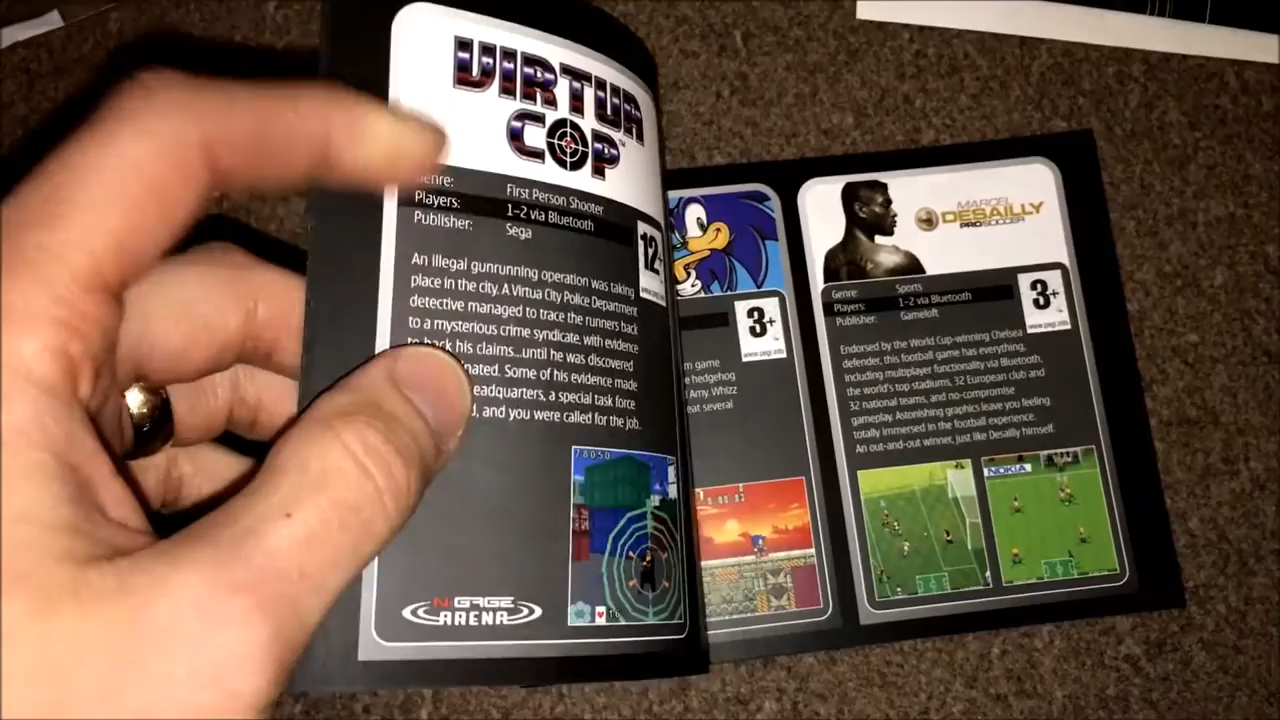 VIRTUA
COP™
Genre: First Person Shooter
Players: 1-2 via Bluetooth
Publisher: Sega
12+
www.pegi.info
An illegal gunrunning operation was taking
place in the city. A Virtua City Police Department
detective managed to trace the runners back
to a mysterious crime syndicate, with evidence
to back his claims...until he was discovered
inated. Some of his evidence made
eadquarters, a special task force
d, and you were called for the job.
78050
N·GAGE
ARENA
3+
www.pegi.info
m game
e hedgehog
Amy. Whizz
eat several
MARCEL
DESAILLY
PRO SOCCER
Genre: Sports
Players: 1-2 via Bluetooth
Publisher: Gameloft
3+
www.pegi.info
Endorsed by the World Cup-winning Chelsea
defender, this football game has everything,
including multiplayer functionality via Bluetooth,
the world's top stadiums, 32 European club and
32 national teams, and no-compromise
gameplay. Astonishing graphics leave you feeling
totally immersed in the football experience.
An out-and-out winner, just like Desailly himself.
NOKIA